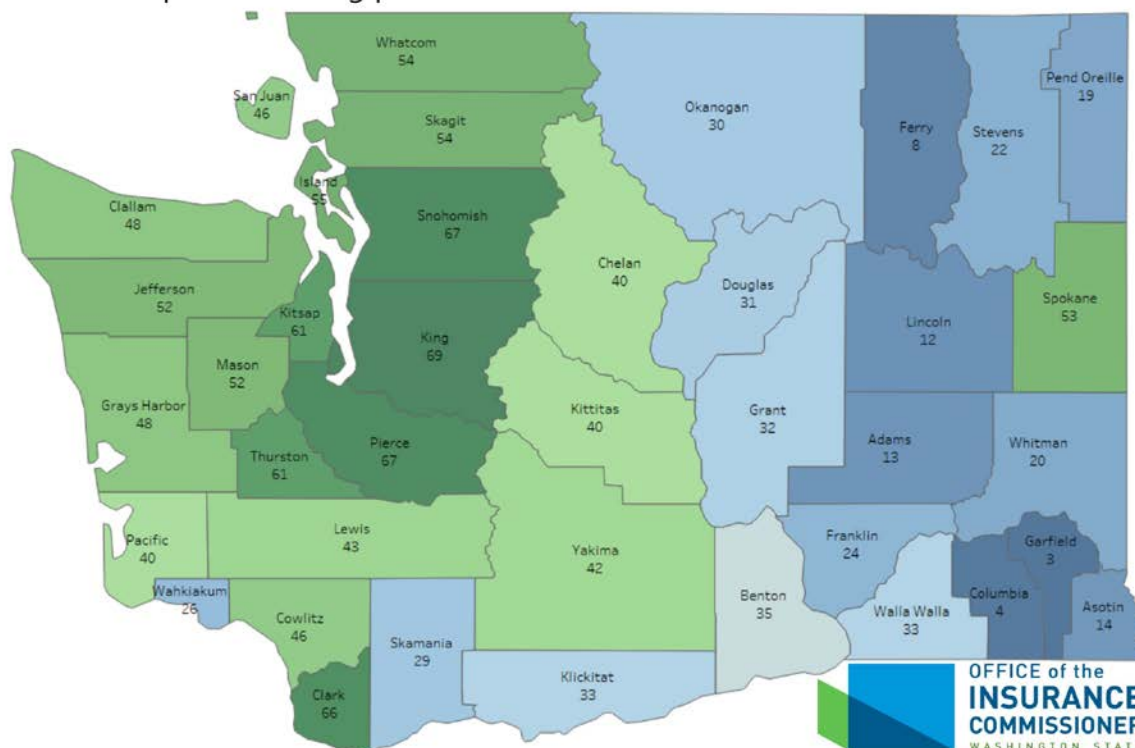 Whatcom
54
San Juan
46
Skagit
54
Island
55
Clallam
48
Snohomish
67
Jefferson
52
Kitsap
61
King
69
Mason
52
Grays Harbor
48
Thurston
61
Pierce
67
Pacific
40
Lewis
43
Wahkiakum
26
Cowlitz
46
Clark
66
Skamania
29
Okanogan
30
Chelan
40
Douglas
31
Kittitas
40
Grant
32
Yakima
42
Klickitat
33
Benton
35
Ferry
8
Stevens
22
Pend Oreille
19
Lincoln
12
Spokane
53
Adams
13
Whitman
20
Franklin
24
Walla Walla
33
Columbia
4
Garfield
3
Asotin
14
OFFICE of the
INSURANCE
COMMISSIONER
WASHINGTON STATE